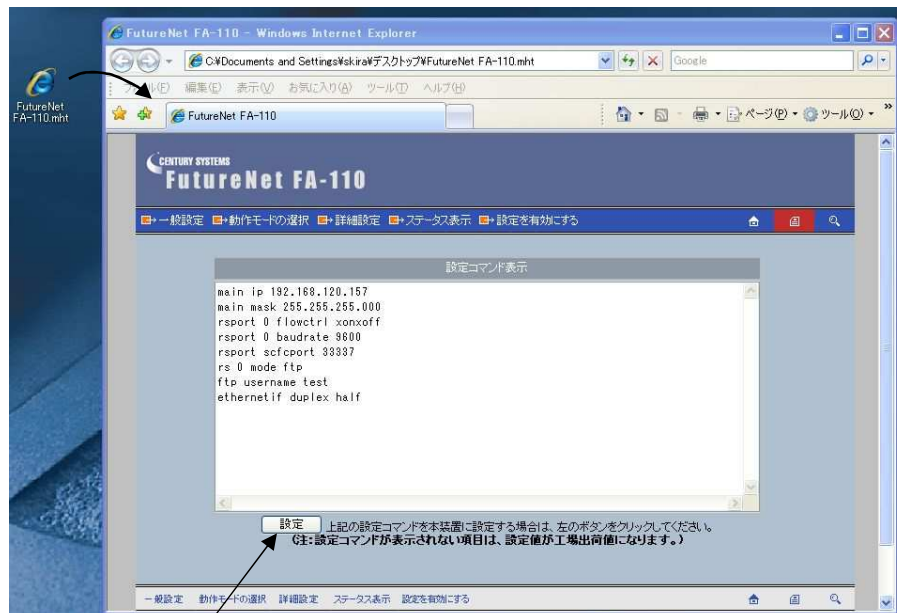 FutureNet FA-110 - Windows Internet Explorer
C:¥Documents and Settings¥skira¥デスクトップ¥FutureNet FA-110.mht
Google
編集(E) 表示(V) お気に入り(A) ツール(T) ヘルプ(H)
FutureNet FA-110
ページ(P)
ツール(O)
»
FutureNet
FA-110.mht
CENTURY SYSTEMS
FutureNet FA-110
一般設定 動作モードの選択 詳細設定 ステータス表示 設定を有効にする
設定コマンド表示
main ip 192.168.120.157
main mask 255.255.255.000
rsport 0 flowctrl xonxoff
rsport 0 baudrate 9600
rsport scfcport 33337
rs 0 mode ftp
ftp username test
ethernetif duplex half
設定 上記の設定コマンドを本装置に設定する場合は、左のボタンをクリックしてください。
(注:設定コマンドが表示されない項目は、設定値が工場出荷値になります。)
一般設定 動作モードの選択 詳細設定 ステータス表示 設定を有効にする